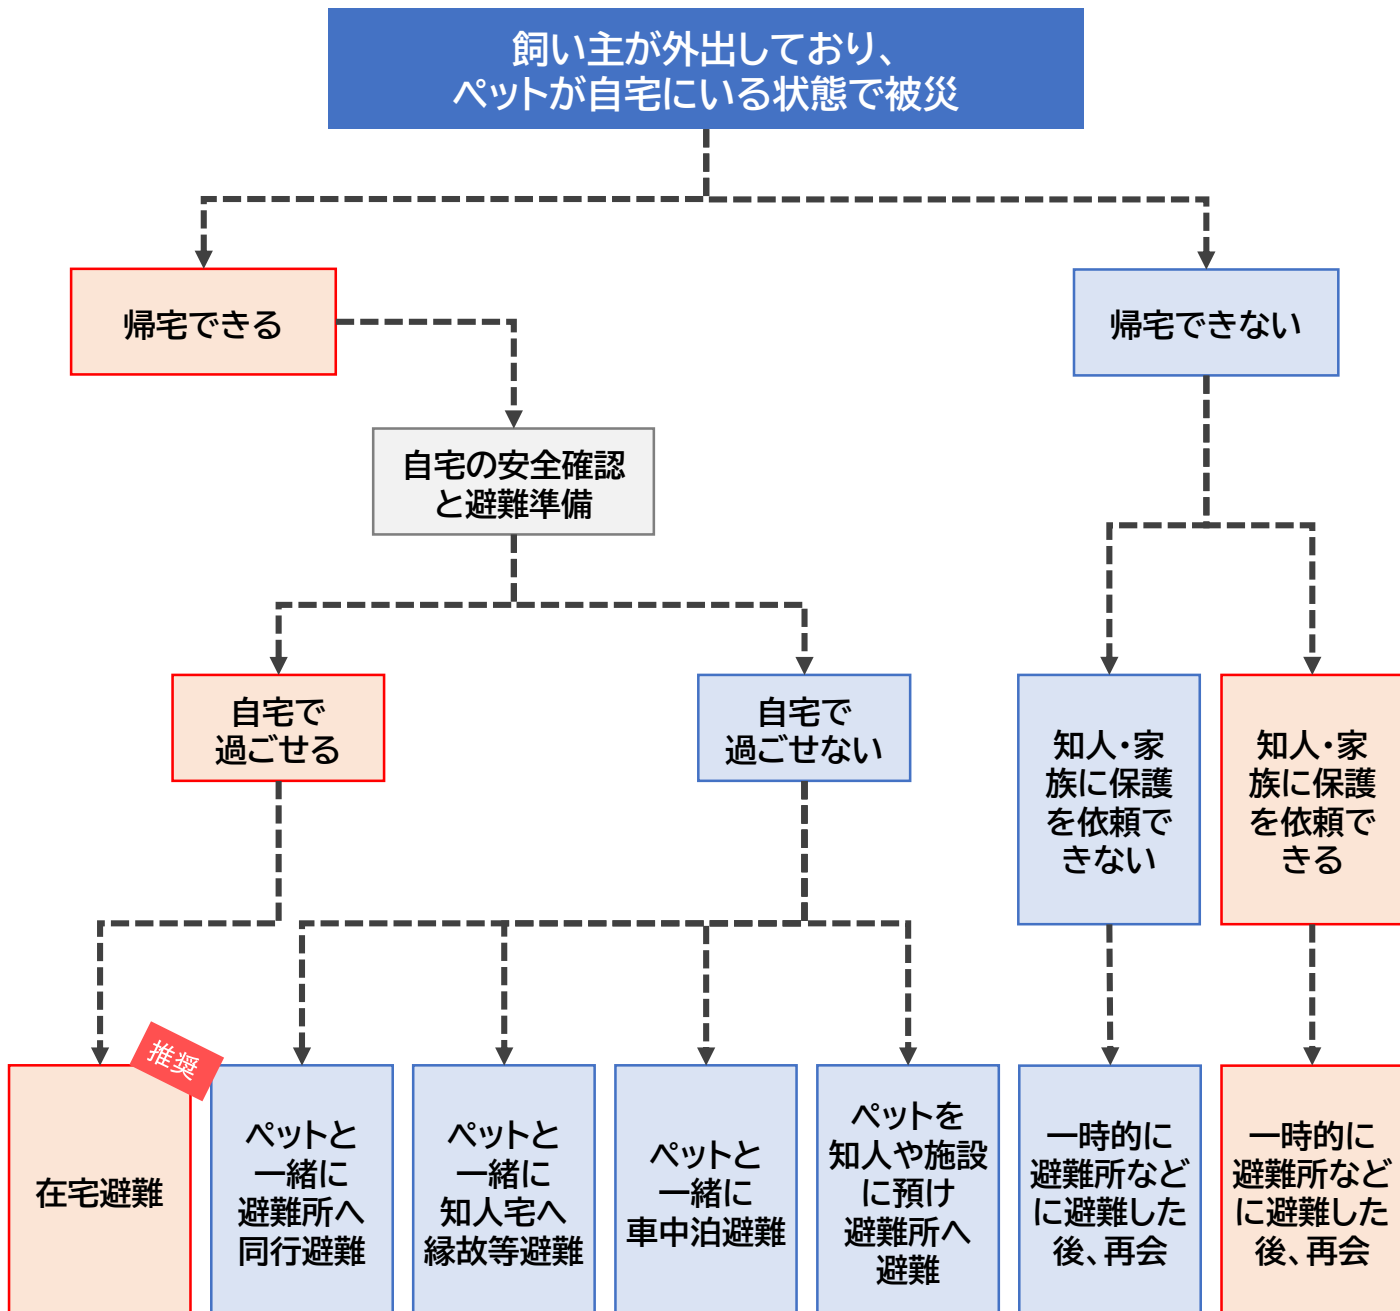 飼い主が外出しており、
ペットが自宅にいる状態で被災
帰宅できる
帰宅できない
自宅の安全確認
と避難準備
自宅で
過ごせる
自宅で
過ごせない
知人・家
族に保護
を依頼で
きない
知人・家
族に保護
を依頼で
きる
推奨
在宅避難
ペットと
一緒に
避難所へ
同行避難
ペットと
一緒に
知人宅へ
縁故等避難
ペットと
一緒に
車中泊避難
ペットを
知人や施設
に預け
避難所へ
避難
一時的に
避難所など
に避難した
後、再会
一時的に
避難所など
に避難した
後、再会